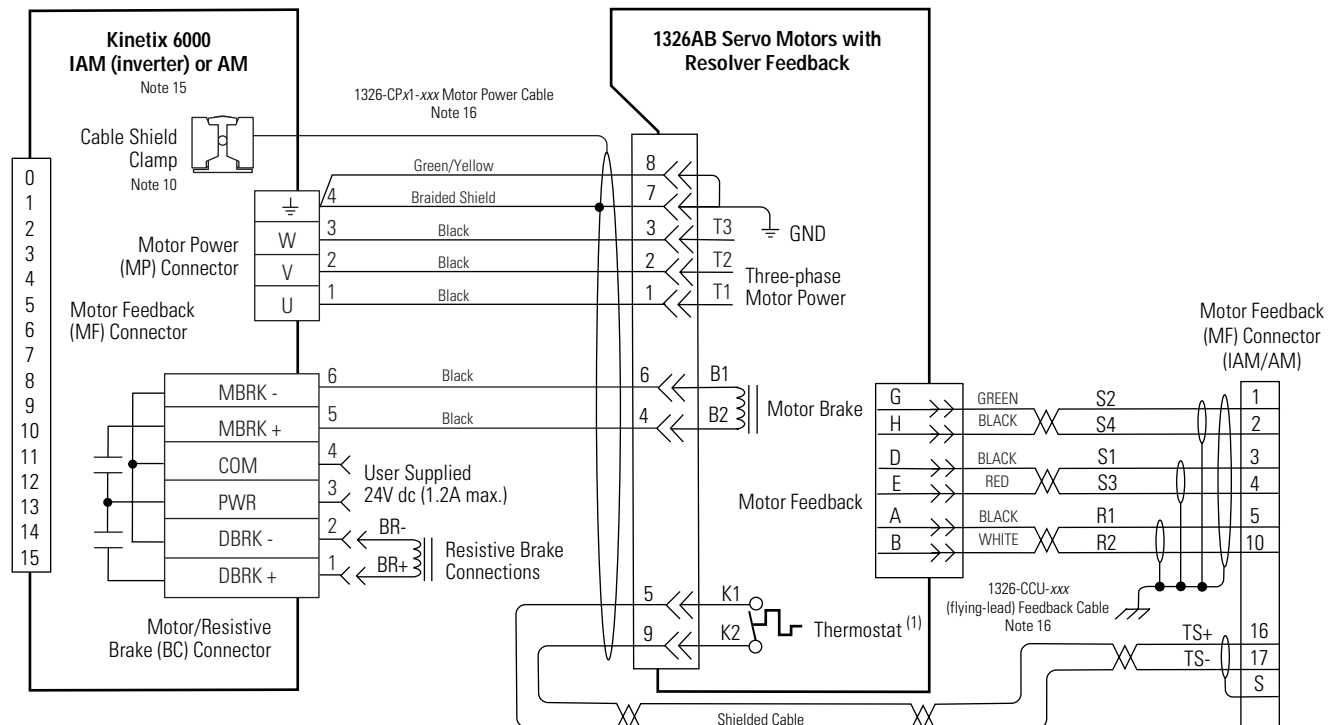 Kinetix 6000
IAM (inverter) or AM
Note 15
1326AB Servo Motors with
Resolver Feedback
1326-CPx1-xxx Motor Power Cable
Note 16
Cable Shield
Clamp
Note 10
0
1
2
3
4
5
6
7
8
9
10
11
12
13
14
15
Motor Power
(MP) Connector
W
V
U
4
3
2
1
Green/Yellow
Braided Shield
Black
Black
Black
8
7
3
2
1
T3
T2
T1
GND
Three-phase
Motor Power
Motor Feedback
(MF) Connector
MBRK -
MBRK +
COM
PWR
DBRK -
DBRK +
6
5
4
3
2
1
Black
Black
6
4
B1
B2
Motor Brake
User Supplied
24V dc (1.2A max.)
BR-
BR+
Resistive Brake
Connections
Motor/Resistive
Brake (BC) Connector
5
9
K1
K2
Thermostat (1)
Motor Feedback
G
H
D
E
A
B
GREEN
BLACK
BLACK
RED
BLACK
WHITE
S2
S4
S1
S3
R1
R2
Motor Feedback
(MF) Connector
(IAM/AM)
1
2
3
4
5
10
1326-CCU-xxx
(flying-lead) Feedback Cable
Note 16
TS+
TS-
16
17
S
Shielded Cable